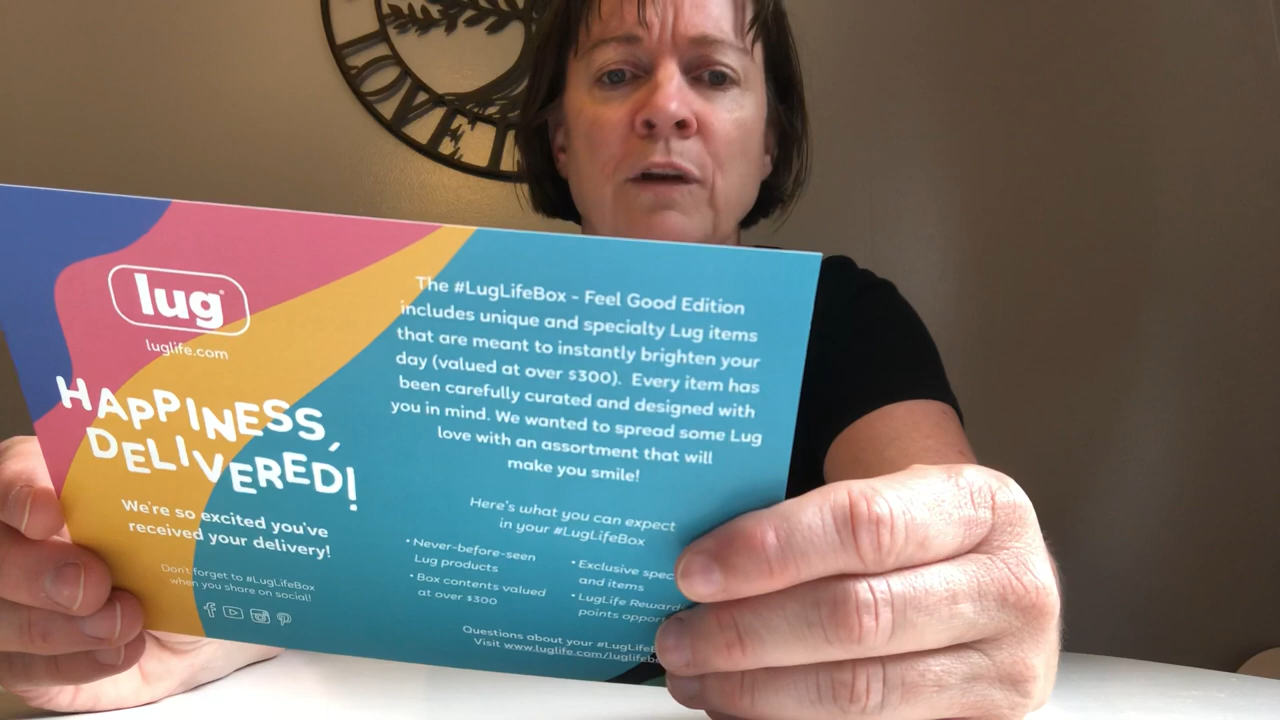 LOVE
lug
luglife.com
HAPPINESS,
DELIVERED!
We're so excited you've
received your delivery!
Don't forget to #LugLifeBox
when you share on social!
The #LugLifeBox - Feel Good Edition
includes unique and specialty Lug items
that are meant to instantly brighten your
day (valued at over $300). Every item has
been carefully curated and designed with
you in mind. We wanted to spread some Lug
love with an assortment that will
make you smile!
Here's what you can expect
in your #LugLifeBox
• Never-before-seen
Lug products
• Box contents valued
at over $300
• Exclusive
and items
• LugLife
points
Questions about your
Visit